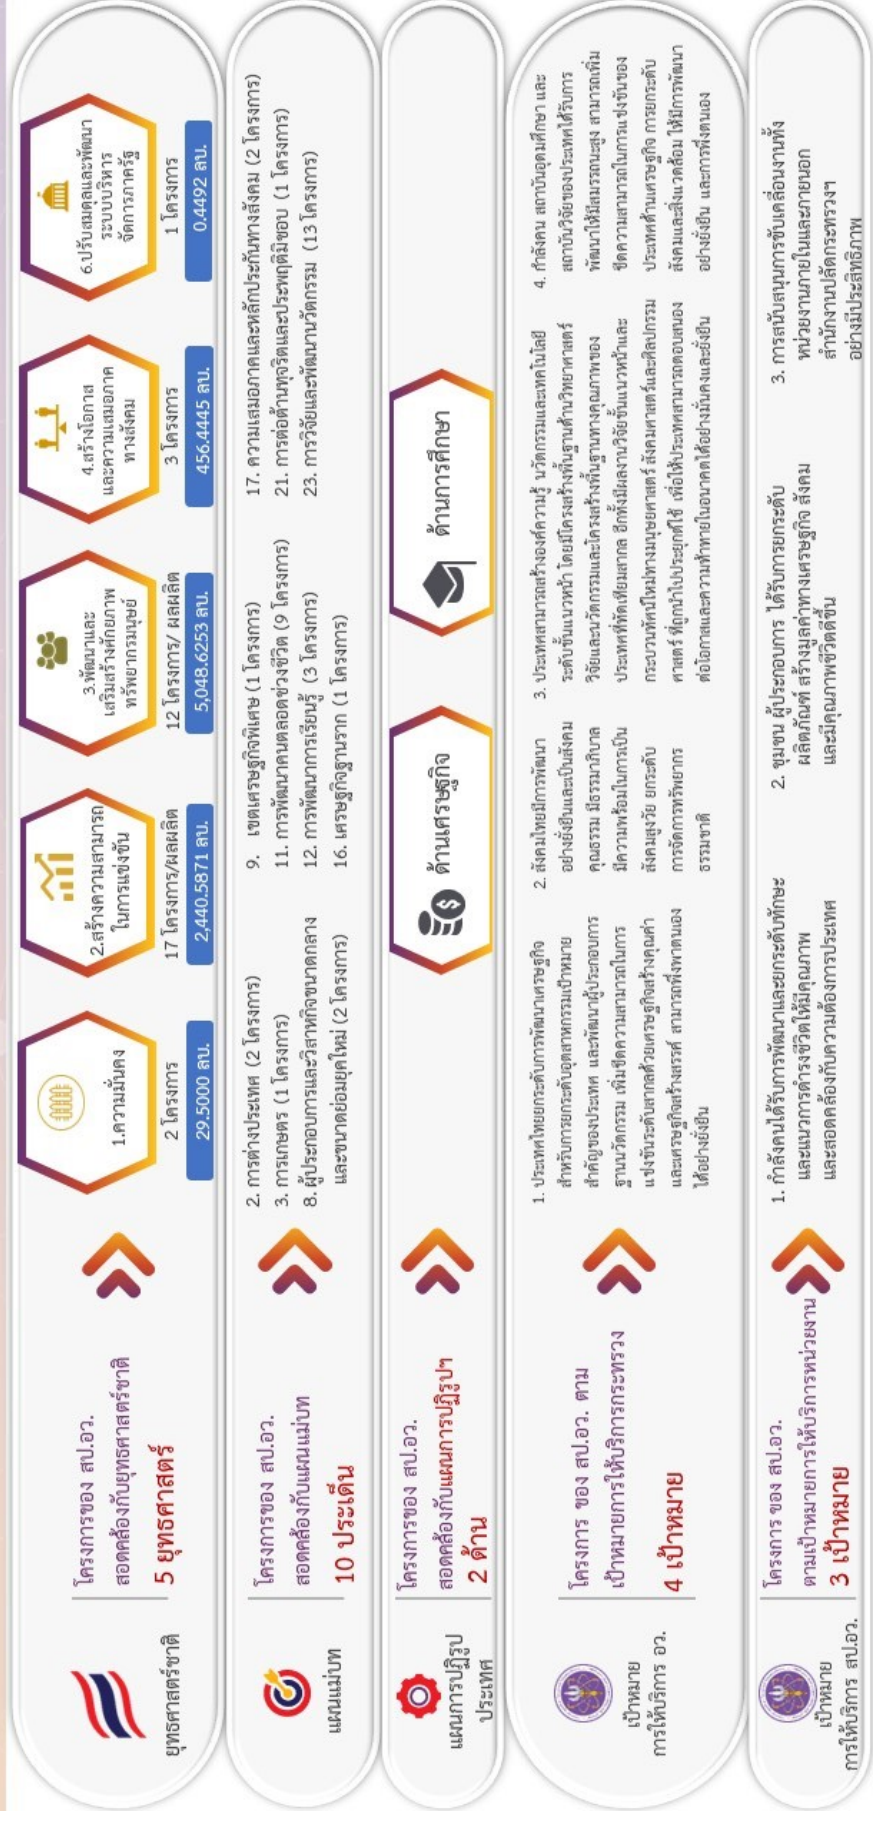 ยุทธศาสตร์ชาติ
โครงการของ สป.อว.
สอดคล้องกับยุทธศาสตร์ชาติ
5 ยุทธศาสตร์
1.ความมั่นคง
2 โครงการ
29.5000 ลบ.
2.สร้างความสามารถ
ในการแข่งขัน
17 โครงการ/ผลผลิต
2,440.5871 ลบ.
3.พัฒนาและ
เสริมสร้างศักยภาพ
ทรัพยากรมนุษย์
12 โครงการ/ ผลผลิต
5,048.6253 ลบ.
4.สร้างโอกาส
และความเสมอภาค
ทางสังคม
3 โครงการ
456.4445 ลบ.
6.ปรับสมดุลและพัฒนา
ระบบบริหาร
จัดการภาครัฐ
1 โครงการ
0.4492 ลบ.
แผนแม่บท
โครงการของ สป.อว.
สอดคล้องกับแผนแม่บท
10 ประเด็น
2. การต่างประเทศ (2 โครงการ)
3. การเกษตร (1 โครงการ)
8. ผู้ประกอบการและวิสาหกิจขนาดกลาง
และขนาดย่อมยุคใหม่ (2 โครงการ)
9. เขตเศรษฐกิจพิเศษ (1 โครงการ)
11. การพัฒนาคนตลอดช่วงชีวิต (9 โครงการ)
12. การพัฒนาการเรียนรู้ (3 โครงการ)
16. เศรษฐกิจฐานราก (1 โครงการ)
17. ความเสมอภาคและหลักประกันทางสังคม (2 โครงการ)
21. การต่อต้านทุจริตและประพฤติมิชอบ (1 โครงการ)
23. การวิจัยและพัฒนานวัตกรรม (13 โครงการ)
แผนการปฏิรูป
ประเทศ
โครงการของ สป.อว.
สอดคล้องกับแผนการปฏิรูปฯ
2 ด้าน
ด้านเศรษฐกิจ
ด้านการศึกษา
เป้าหมาย
การให้บริการ อว.
โครงการ ของ สป.อว. ตาม
เป้าหมายการให้บริการกระทรวง
4 เป้าหมาย
1. ประเทศไทยยกระดับการพัฒนาเศรษฐกิจ
สำหรับการยกระดับอุตสาหกรรมเป้าหมาย
สำคัญของประเทศ และพัฒนาผู้ประกอบการ
ฐานนวัตกรรม เพิ่มขีดความสามารถในการ
แข่งขันระดับสากลด้วยเศรษฐกิจสร้างคุณค่า
และเศรษฐกิจสร้างสรรค์ สามารถพึ่งพาตนเอง
ได้อย่างยั่งยืน
2. สังคมไทยมีการพัฒนา
อย่างยั่งยืนและเป็นสังคม
คุณธรรม มีธรรมาภิบาล
มีความพร้อมในการเป็น
สังคมสูงวัย ยกระดับ
การจัดการทรัพยากร
ธรรมชาติ
3. ประเทศสามารถสร้างองค์ความรู้ นวัตกรรมและเทคโนโลยี
ระดับขั้นแนวหน้า โดยมีโครงสร้างพื้นฐานด้านวิทยาศาสตร์
วิจัยและนวัตกรรมและโครงสร้างพื้นฐานทางคุณภาพของ
ประเทศที่ทัดเทียมสากล อีกทั้งมีผลงานวิจัยขั้นแนวหน้าและ
กระบวนทัศน์ใหม่ทางมนุษยศาสตร์ สังคมศาสตร์และศิลปกรรม
ศาสตร์ ที่ถูกนำไปประยุกต์ใช้ เพื่อให้ประเทศสามารถตอบสนอง
ต่อโอกาสและความท้าทายในอนาคตได้อย่างมั่นคงและยั่งยืน
4. กำลังคน สถาบันอุดมศึกษา และ
สถาบันวิจัยของประเทศได้รับการ
พัฒนาให้มีสมรรถนะสูง สามารถเพิ่ม
ขีดความสามารถในการแข่งขันของ
ประเทศด้านเศรษฐกิจ การยกระดับ
สังคมและสิ่งแวดล้อม ให้มีการพัฒนา
อย่างยั่งยืน และการพึ่งตนเอง
เป้าหมาย
การให้บริการ สป.อว.
โครงการ ของ สป.อว.
ตามเป้าหมายการให้บริการหน่วยงาน
3 เป้าหมาย
1. กำลังคนได้รับการพัฒนาและยกระดับทักษะ
และแนวการดำรงชีวิตให้มีคุณภาพ
และสอดคล้องกับความต้องการประเทศ
2. ชุมชน ผู้ประกอบการ ได้รับการยกระดับ
ผลิตภัณฑ์ สร้างมูลค่าทางเศรษฐกิจ สังคม
และมีคุณภาพชีวิตดีขึ้น
3. การสนับสนุนการขับเคลื่อนงานทั้ง
หน่วยงานภายในและภายนอก
สำนักงานปลัดกระทรวงฯ
อย่างมีประสิทธิภาพ